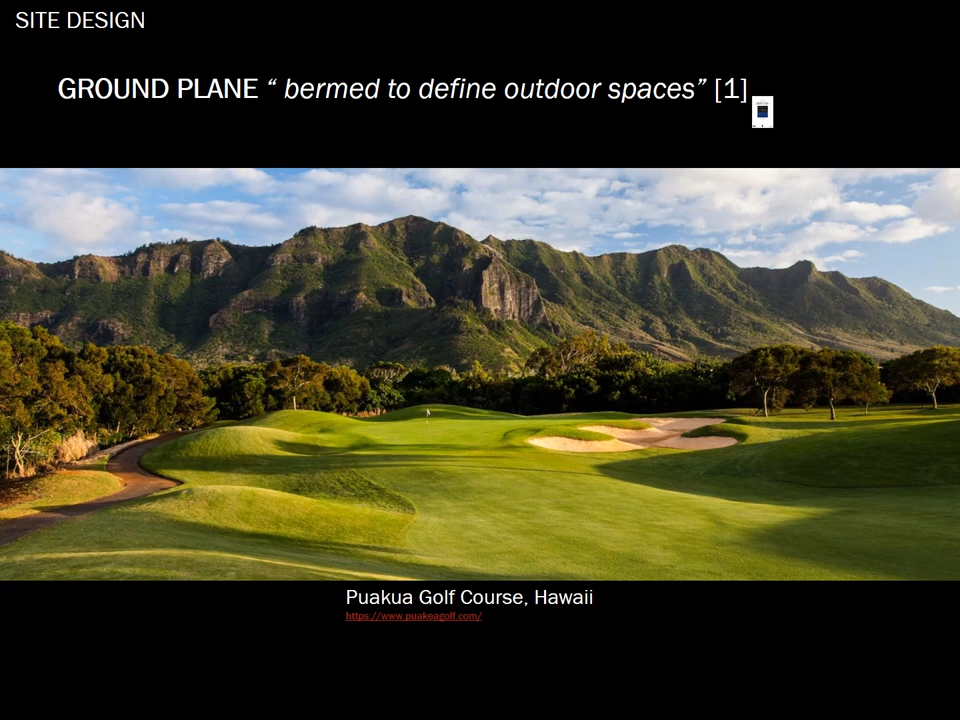 SITE DESIGN
GROUND PLANE “ bermed to define outdoor spaces” [1]
Puakua Golf Course, Hawaii
https://www.puakeagolf.com/